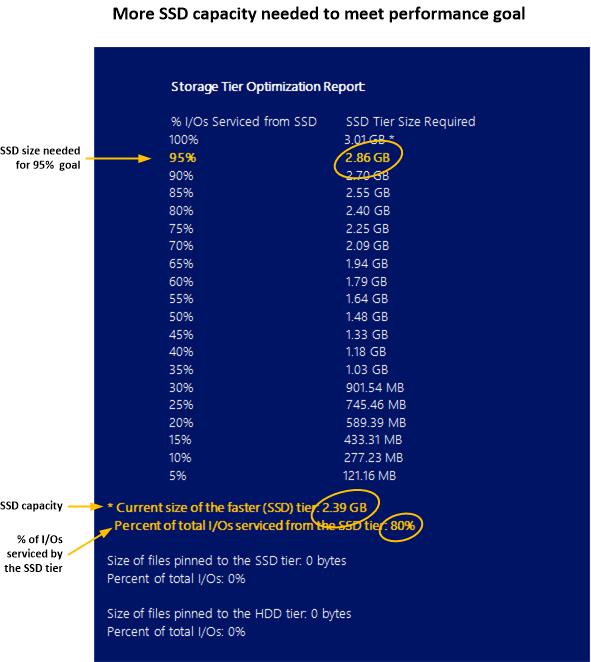 More SSD capacity needed to meet performance goal
Storage Tier Optimization Report:
% I/Os Serviced from SSD SSD Tier Size Required
100% 3.01 GB *
SSD size needed
for 95% goal
95% 2.86 GB
90% 2.70 GB
85% 2.55 GB
80% 2.40 GB
75% 2.25 GB
70% 2.09 GB
65% 1.94 GB
60% 1.79 GB
55% 1.64 GB
50% 1.48 GB
45% 1.33 GB
40% 1.18 GB
35% 1.03 GB
30% 901.54 MB
25% 745.46 MB
20% 589.39 MB
15% 433.31 MB
10% 277.23 MB
5% 121.16 MB
SSD capacity
* Current size of the faster (SSD) tier: 2.39 GB
Percent of total I/Os serviced from the SSD tier: 80%
% of I/Os
serviced by
the SSD tier
Size of files pinned to the SSD tier: 0 bytes
Percent of total I/Os: 0%
Size of files pinned to the HDD tier: 0 bytes
Percent of total I/Os: 0%